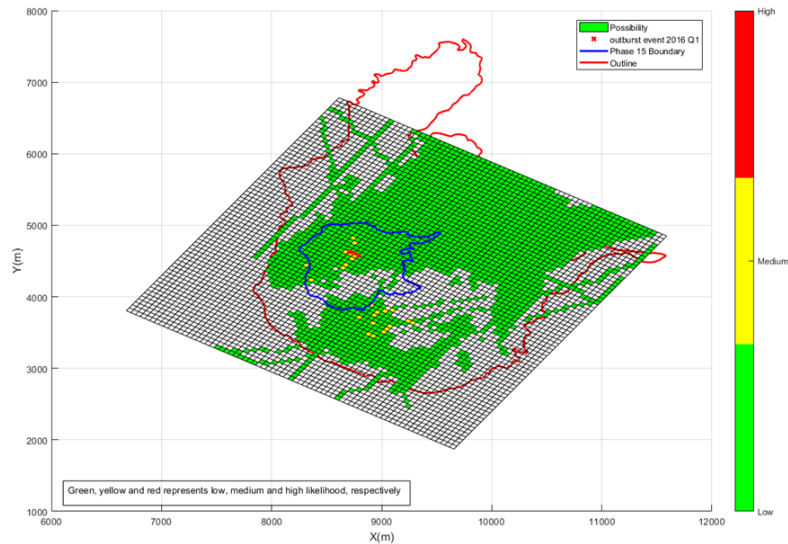 8000
7000
6000
5000
4000
3000
2000
1000
6000
7000
8000
9000
10000
11000
12000
Y(m)
X(m)
Possibility
outburst event 2016 Q1
Phase 15 Boundary
Outline
Green, yellow and red represents low, medium and high likelihood, respectively
High
Medium
Low